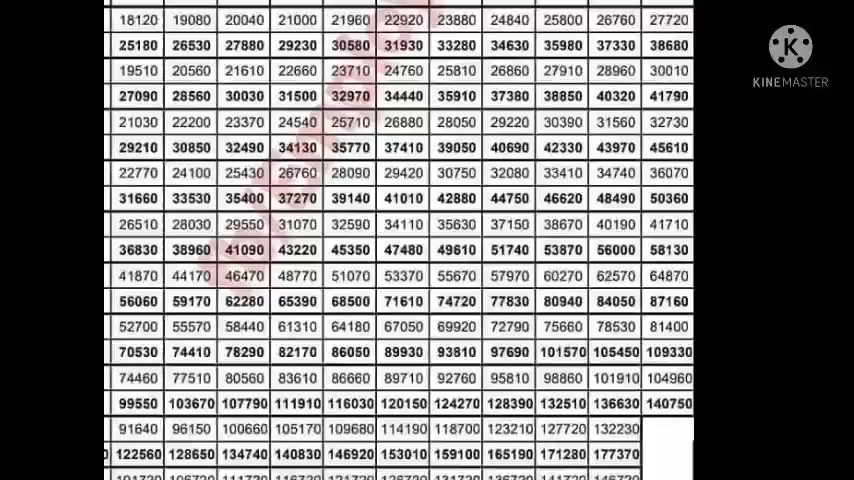 18120 19080 20040 21000 21960 22920 23880 24840 25800 26760 27720
25180 26530 27880 29230 30580 31930 33280 34630 35980 37330 38680
19510 20560 21610 22660 23710 24760 25810 26860 27910 28960 30010
27090 28560 30030 31500 32970 34440 35910 37380 38850 40320 41790
21030 22200 23370 24540 25710 26880 28050 29220 30390 31560 32730
29210 30850 32490 34130 35770 37410 39050 40690 42330 43970 45610
22770 24100 25430 26760 28090 29420 30750 32080 33410 34740 36070
31660 33530 35400 37270 39140 41010 42880 44750 46620 48490 50360
26510 28030 29550 31070 32590 34110 35630 37150 38670 40190 41710
36830 38960 41090 43220 45350 47480 49610 51740 53870 56000 58130
41870 44170 46470 48770 51070 53370 55670 57970 60270 62570 64870
56060 59170 62280 65390 68500 71610 74720 77830 80940 84050 87160
52700 55570 58440 61310 64180 67050 69920 72790 75660 78530 81400
70530 74410 78290 82170 86050 89930 93810 97690 101570 105450 109330
74460 77510 80560 83610 86660 89710 92760 95810 98860 101910 104960
99550 103670 107790 111910 116030 120150 124270 128390 132510 136630 140750
91640 96150 100660 105170 109680 114190 118700 123210 127720 132230
122560 128650 134740 140830 146920 153010 159100 165190 171280 177370
K
KINEMASTER